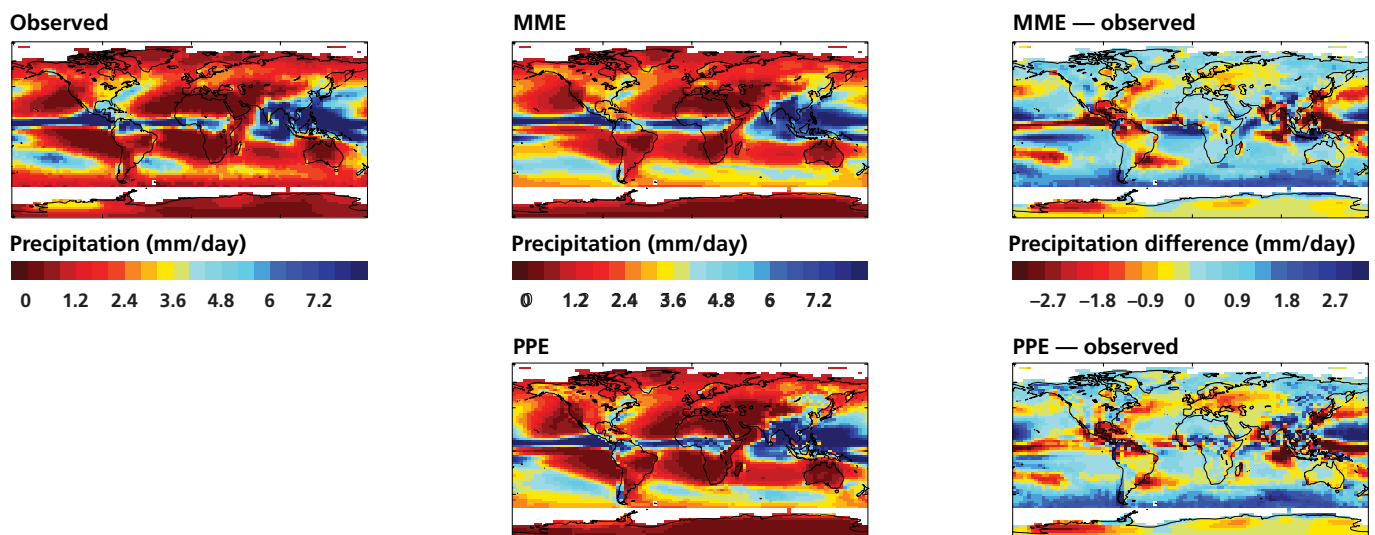 Observed
MME
MME — observed
Precipitation (mm/day)
Precipitation (mm/day)
Precipitation difference (mm/day)
0 1.2 2.4 3.6 4.8 6 7.2
0 1.2 2.4 3.6 4.8 6 7.2
−2.7 −1.8 −0.9 0 0.9 1.8 2.7
PPE
PPE — observed